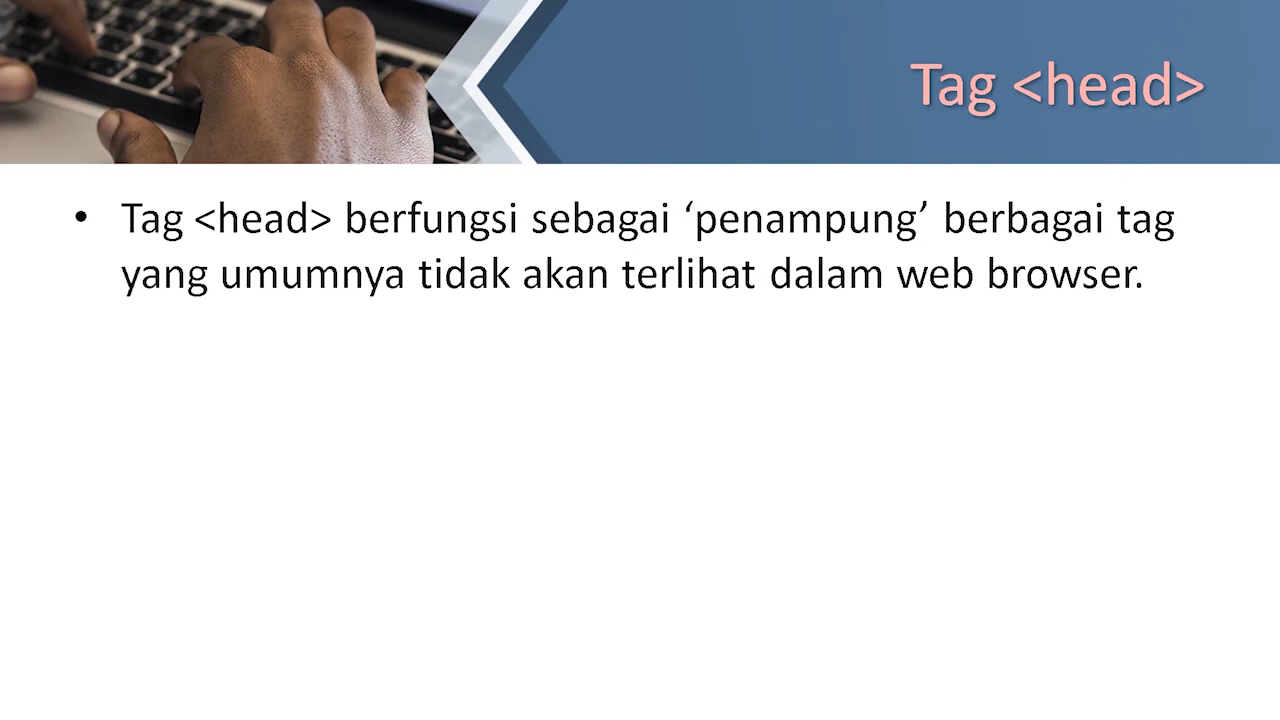 Tag <head>
• Tag <head> berfungsi sebagai ‘penampung’ berbagai tag
yang umumnya tidak akan terlihat dalam web browser.